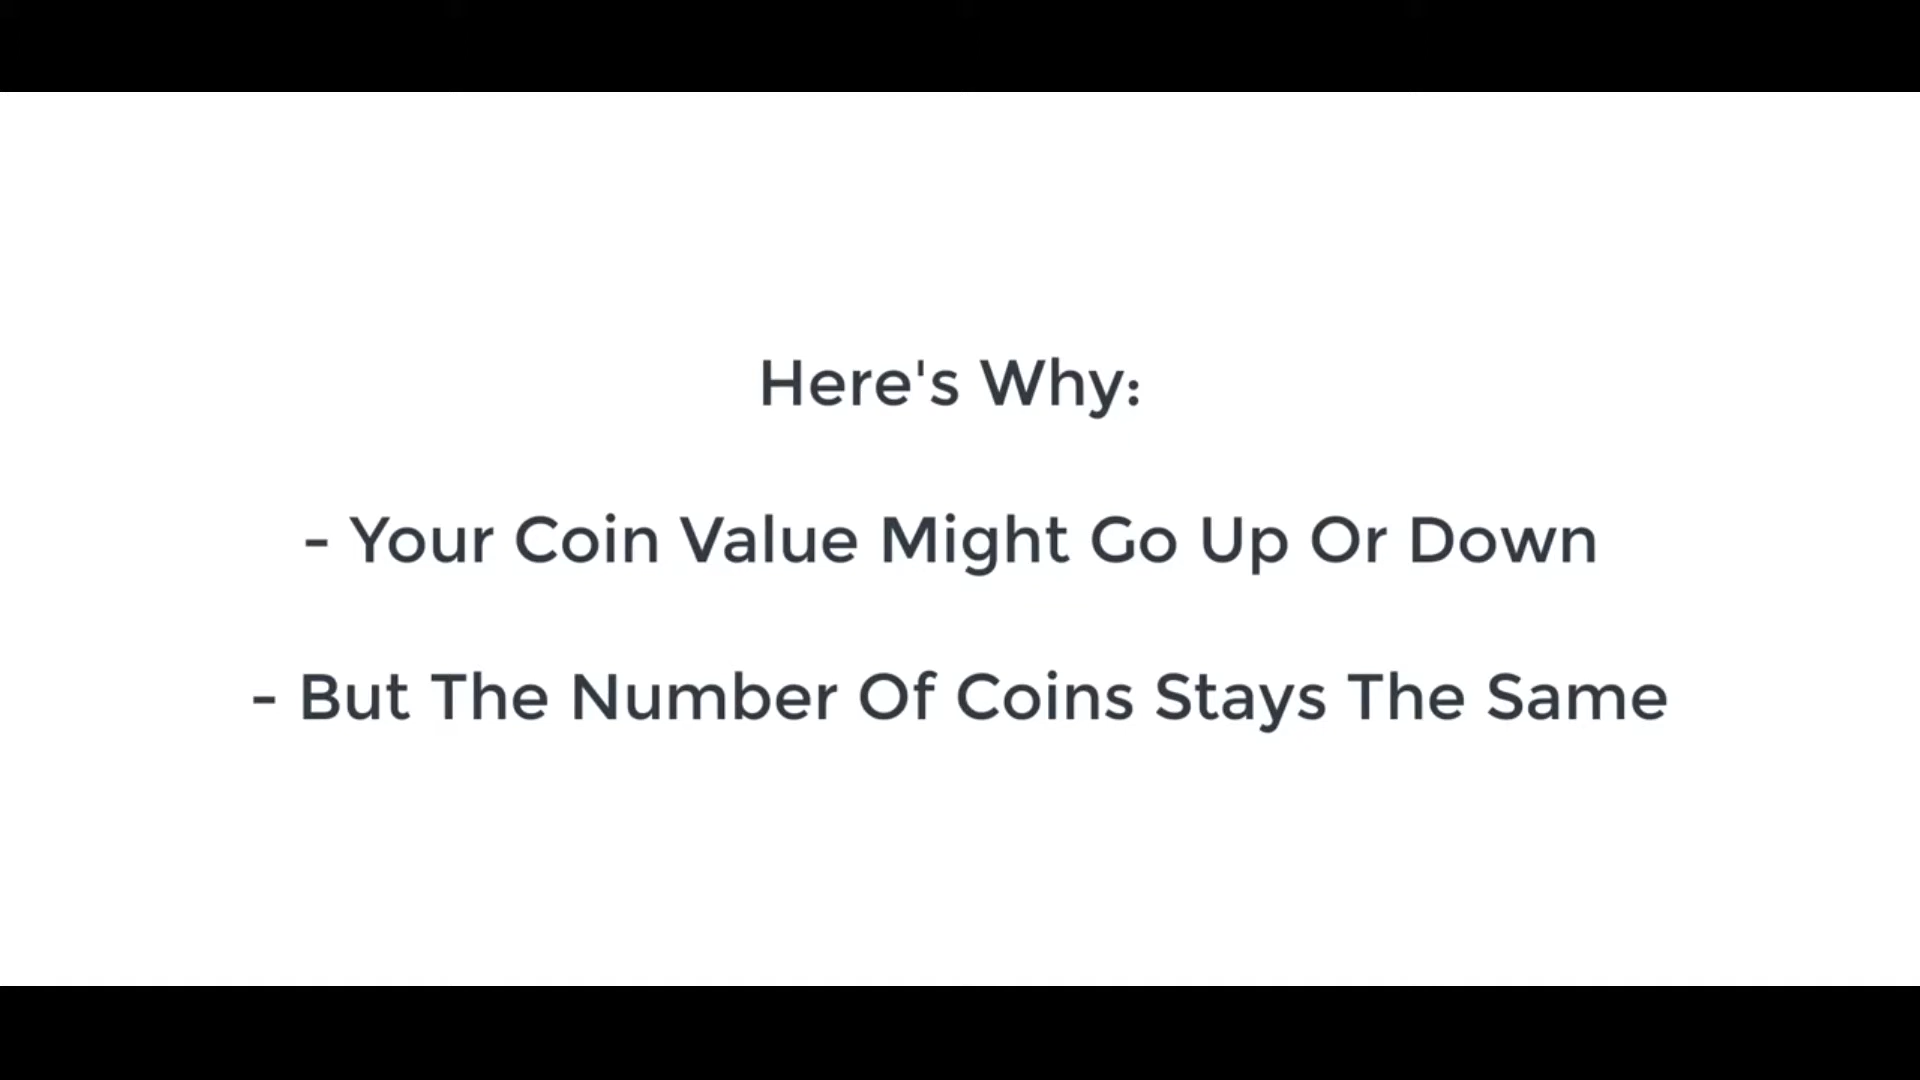 Here's Why:
- Your Coin Value Might Go Up Or Down
- But The Number Of Coins Stays The Same